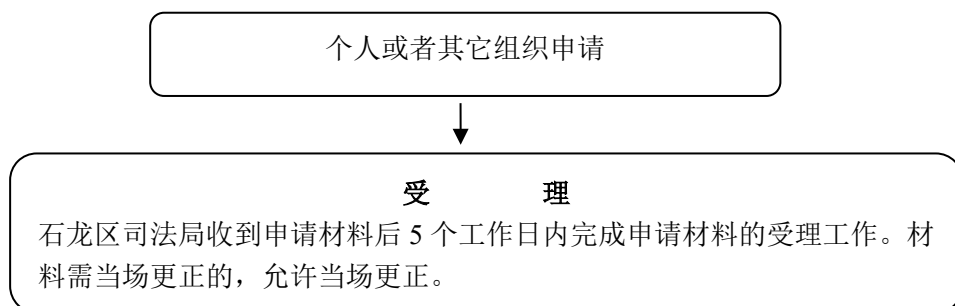 个人或者其它组织申请
受 理
石龙区司法局收到申请材料后 5 个工作日内完成申请材料的受理工作。材
料需当场更正的，允许当场更正。